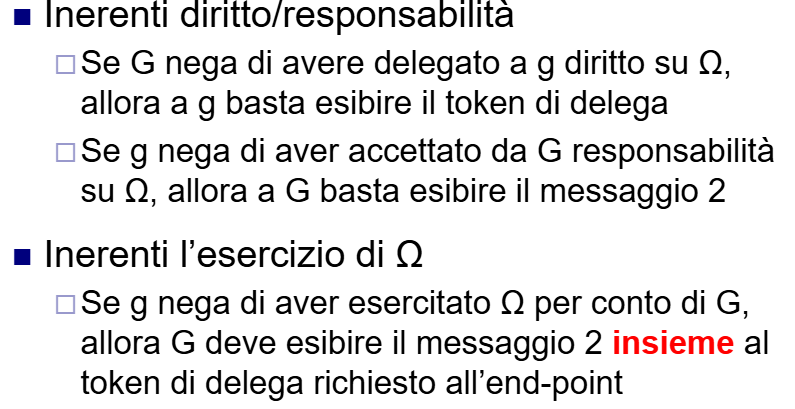 Inerenti diritto/responsabilità
Se G nega di avere delegato a g diritto su Ω,
allora a g basta esibire il token di delega
Se g nega di aver accettato da G responsabilità
su Ω, allora a G basta esibire il messaggio 2
Inerenti l’esercizio di Ω
Se g nega di aver esercitato Ω per conto di G,
allora G deve esibire il messaggio 2 insieme al
token di delega richiesto all’end-point